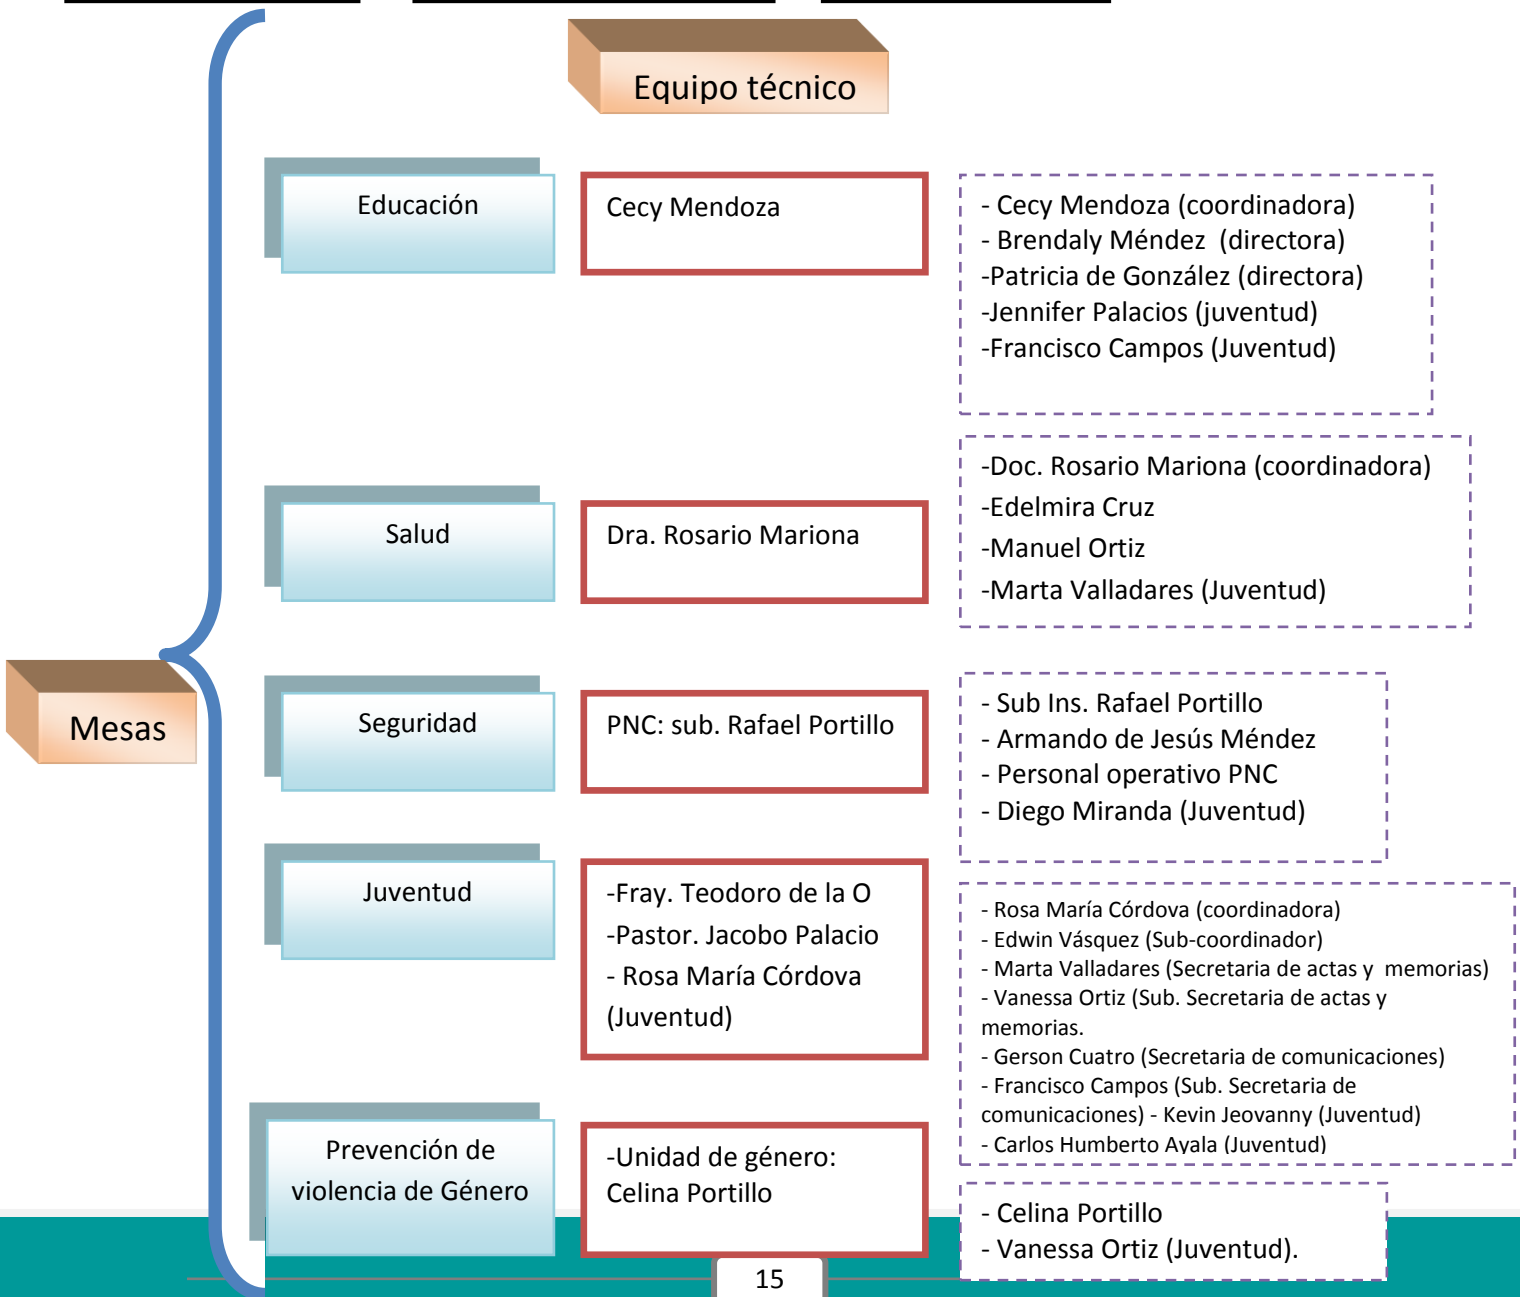 Equipo técnico
Educación
Cecy Mendoza
- Cecy Mendoza (coordinadora)
- Brendaly Méndez  (directora)
-Patricia de González (directora)
-Jennifer Palacios (juventud)
-Francisco Campos (Juventud)
Salud
Dra. Rosario Mariona
-Doc. Rosario Mariona (coordinadora)
-Edelmira Cruz
-Manuel Ortiz
-Marta Valladares (Juventud)
Mesas
Seguridad
PNC: sub. Rafael Portillo
- Sub Ins. Rafael Portillo
- Armando de Jesús Méndez
- Personal operativo PNC
- Diego Miranda (Juventud)
Juventud
-Fray. Teodoro de la O
-Pastor. Jacobo Palacio
- Rosa María Córdova
(Juventud)
- Rosa María Córdova (coordinadora)
- Edwin Vásquez (Sub-coordinador)
- Marta Valladares (Secretaria de actas y  memorias)
- Vanessa Ortiz (Sub. Secretaria de actas y
memorias.
- Gerson Cuatro (Secretaria de comunicaciones)
- Francisco Campos (Sub. Secretaria de
comunicaciones) - Kevin Jeovanny (Juventud)
- Carlos Humberto Ayala (Juventud)
Prevención de
violencia de Género
-Unidad de género:
Celina Portillo
- Celina Portillo
- Vanessa Ortiz (Juventud).
15